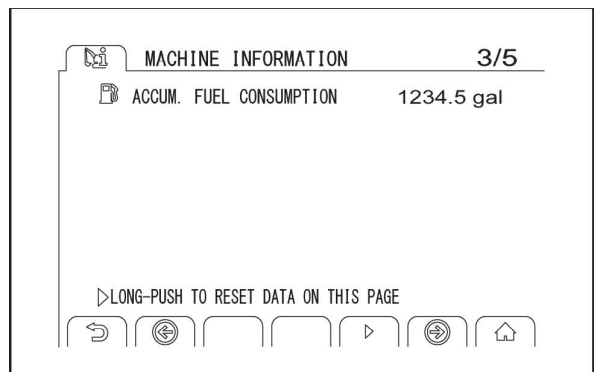 MACHINE INFORMATION 3/5
ACCUM. FUEL CONSUMPTION 1234.5 gal
▷LONG-PUSH TO RESET DATA ON THIS PAGE